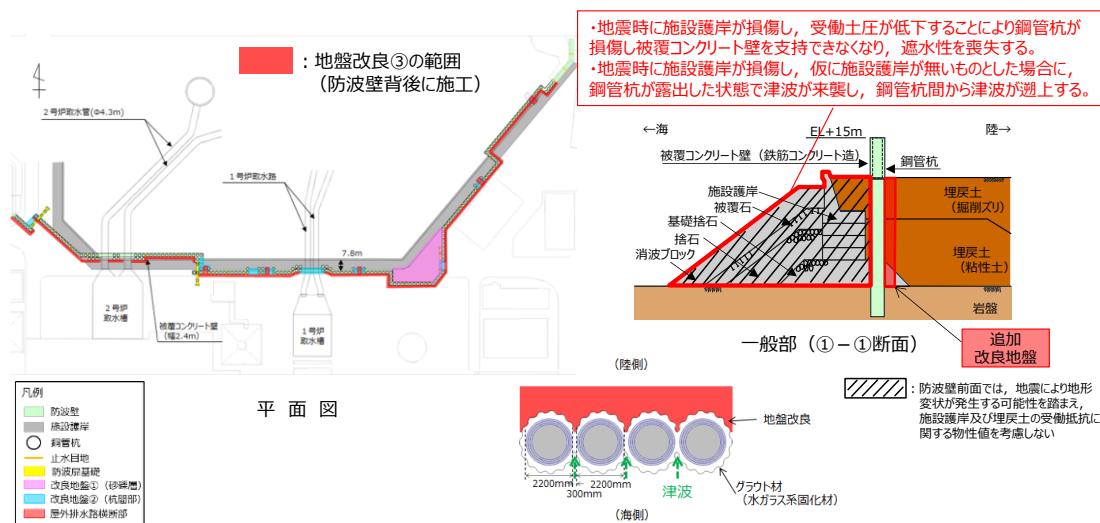 ：地盤改良③の範囲
（防波壁背後に施工）
2号炉取水管(Φ4.3m)
1号炉取水路
7.8m
2号炉
取水槽
被覆コンクリート壁
(幅2.4m)
1号炉
取水槽
平　面　図
凡例
防波壁
施設護岸
鋼管杭
止水目地
防波扉基礎
改良地盤①（砂礫層）
改良地盤②（杭間部）
屋外排水路横断部
・地震時に施設護岸が損傷し，受働土圧が低下することにより鋼管杭が
損傷し被覆コンクリート壁を支持できなくなり，遮水性を喪失する。
・地震時に施設護岸が損傷し，仮に施設護岸が無いものとした場合に，
鋼管杭が露出した状態で津波が来襲し，鋼管杭間から津波が遡上する。
←海
EL+15m
陸→
被覆コンクリート壁（鉄筋コンクリート造）
鋼管杭
施設護岸
被覆石
基礎捨石
捨石
消波ブロック
埋戻土
（掘削ズリ）
埋戻土
（粘性土）
岩盤
一般部（①－①断面）
追加
改良地盤
：防波壁前面では，地震により地形
変状が発生する可能性を踏まえ，
施設護岸及び埋戻土の受働抵抗に
関する物性値を考慮しない
（陸側）
地盤改良
2200mm
2200mm
300mm
津波
グラウト材
（水ガラス系固化材）
（海側）